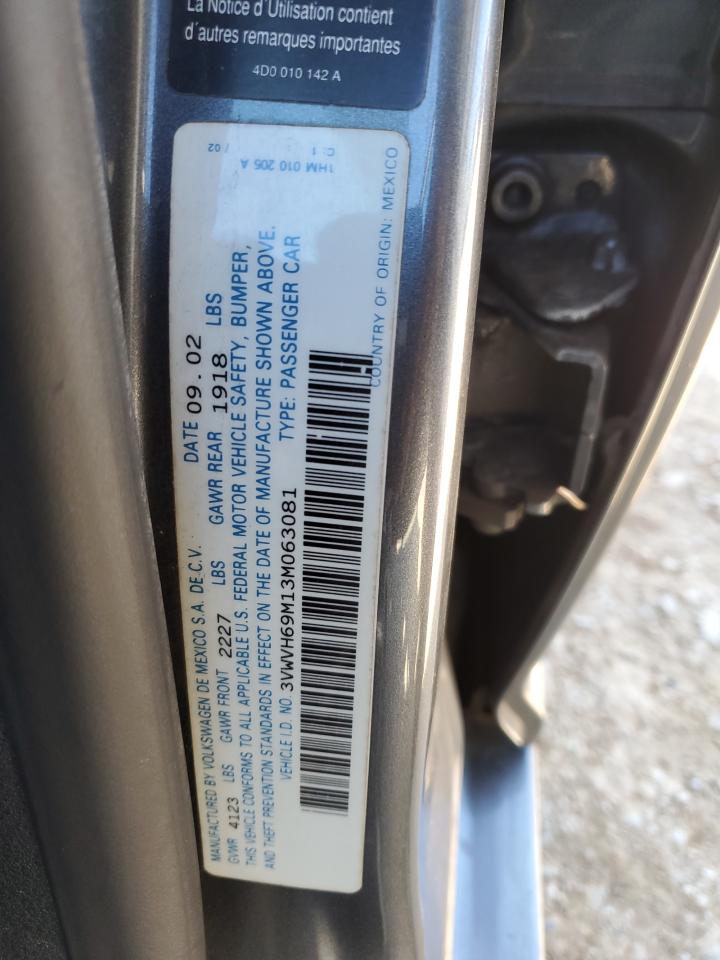 La Notice d'Utilisation contient
d'autres remarques importantes
4D0 010 142 A
MANUFACTURED BY VOLKSWAGEN DE MEXICO S.A. DE C.V. DATE 09.02
GVWR 4123 LBS GAWR FRONT 2227 LBS GAWR REAR 1918 LBS
THIS VEHICLE CONFORMS TO ALL APPLICABLE U.S. FEDERAL MOTOR VEHICLE SAFETY, BUMPER,
AND THEFT PREVENTION STANDARDS IN EFFECT ON THE DATE OF MANUFACTURE SHOWN ABOVE.
VEHICLE I.D. NO. 3VWVH69M13M063081 TYPE: PASSENGER CAR
COUNTRY OF ORIGIN: MEXICO
1HM 010 205 A
/ 02